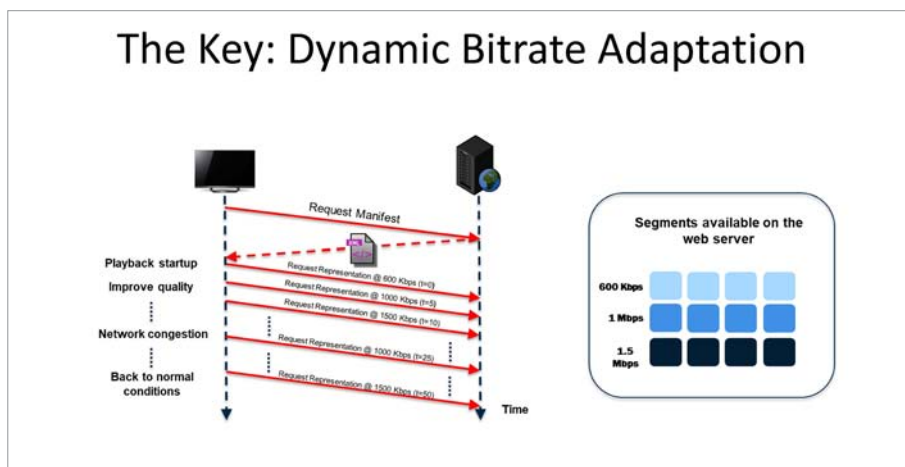 The Key: Dynamic Bitrate Adaptation
Request Manifest
Playback startup
Request Representation @ 600 Kbps (t=0)
Improve quality
Request Representation @ 1000 Kbps (t=5)
Request Representation @ 1500 Kbps (t=10)
Network congestion
Request Representation @ 1000 Kbps (t=25)
Back to normal
conditions
Request Representation @ 1500 Kbps (t=50)
Time
Segments available on the
web server
600 Kbps
1 Mbps
1.5
Mbps